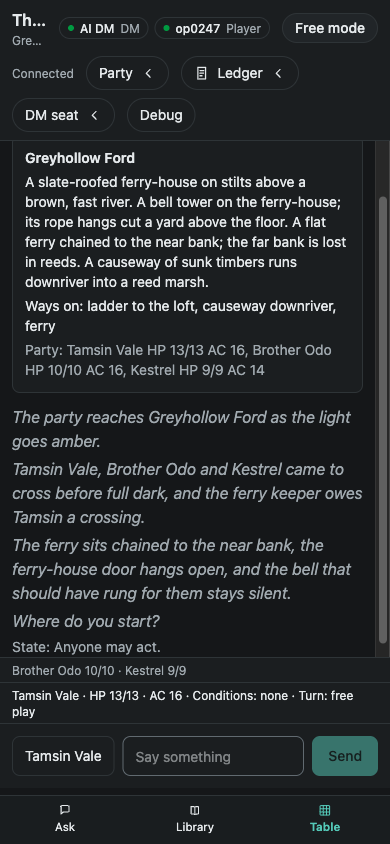 Th...
Gre...
AI DM DM
op0247 Player
Free mode
Connected
Party
Ledger
DM seat
Debug
Greyhollow Ford
A slate-roofed ferry-house on stilts above a
brown, fast river. A bell tower on the ferry-house;
its rope hangs cut a yard above the floor. A flat
ferry chained to the near bank; the far bank is lost
in reeds. A causeway of sunk timbers runs
downriver into a reed marsh.
Ways on: ladder to the loft, causeway downriver,
ferry
Party: Tamsin Vale HP 13/13 AC 16, Brother Odo
HP 10/10 AC 16, Kestrel HP 9/9 AC 14
The party reaches Greyhollow Ford as the light
goes amber.
Tamsin Vale, Brother Odo and Kestrel came to
cross before full dark, and the ferry keeper owes
Tamsin a crossing.
The ferry sits chained to the near bank, the
ferry-house door hangs open, and the bell that
should have rung for them stays silent.
Where do you start?
State: Anyone may act.
Brother Odo 10/10 · Kestrel 9/9
Tamsin Vale · HP 13/13 · AC 16 · Conditions: none · Turn: free
play
Tamsin Vale
Say something
Send
Ask
Library
Table